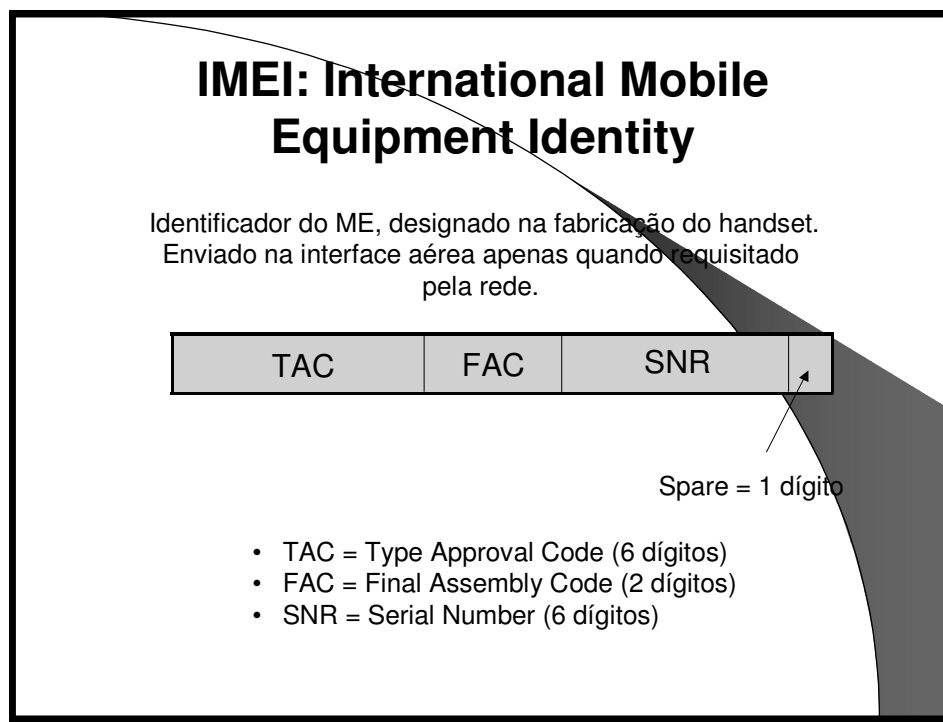 IMEI: International Mobile
Equipment Identity
Identificador do ME, designado na fabricação do handset.
Enviado na interface aérea apenas quando requisitado
pela rede.
TAC FAC SNR
Spare = 1 dígito
• TAC = Type Approval Code (6 dígitos)
• FAC = Final Assembly Code (2 dígitos)
• SNR = Serial Number (6 dígitos)